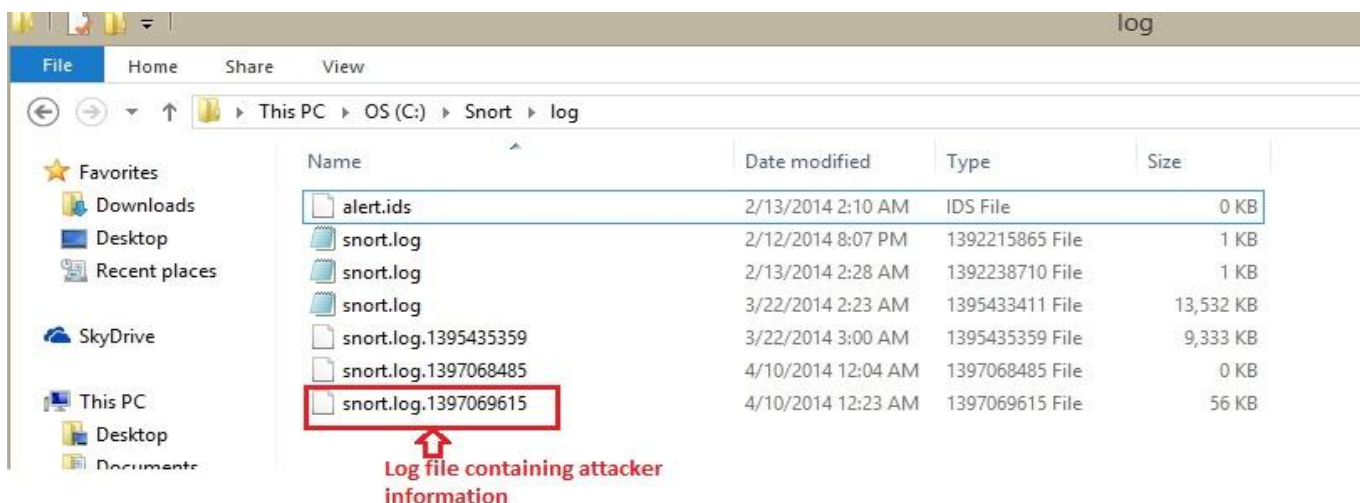 log
File Home Share View
This PC OS (C:) Snort log
Name Date modified Type Size
Favorites
Downloads
Desktop
Recent places
SkyDrive
This PC
Desktop
Documents
alert.ids 2/13/2014 2:10 AM IDS File 0 KB
snort.log 2/12/2014 8:07 PM 1392215865 File 1 KB
snort.log 2/13/2014 2:28 AM 1392238710 File 1 KB
snort.log 3/22/2014 2:23 AM 1395433411 File 13,532 KB
snort.log.1395435359 3/22/2014 3:00 AM 1395435359 File 9,333 KB
snort.log.1397068485 4/10/2014 12:04 AM 1397068485 File 0 KB
snort.log.1397069615 4/10/2014 12:23 AM 1397069615 File 56 KB
Log file containing attacker
information